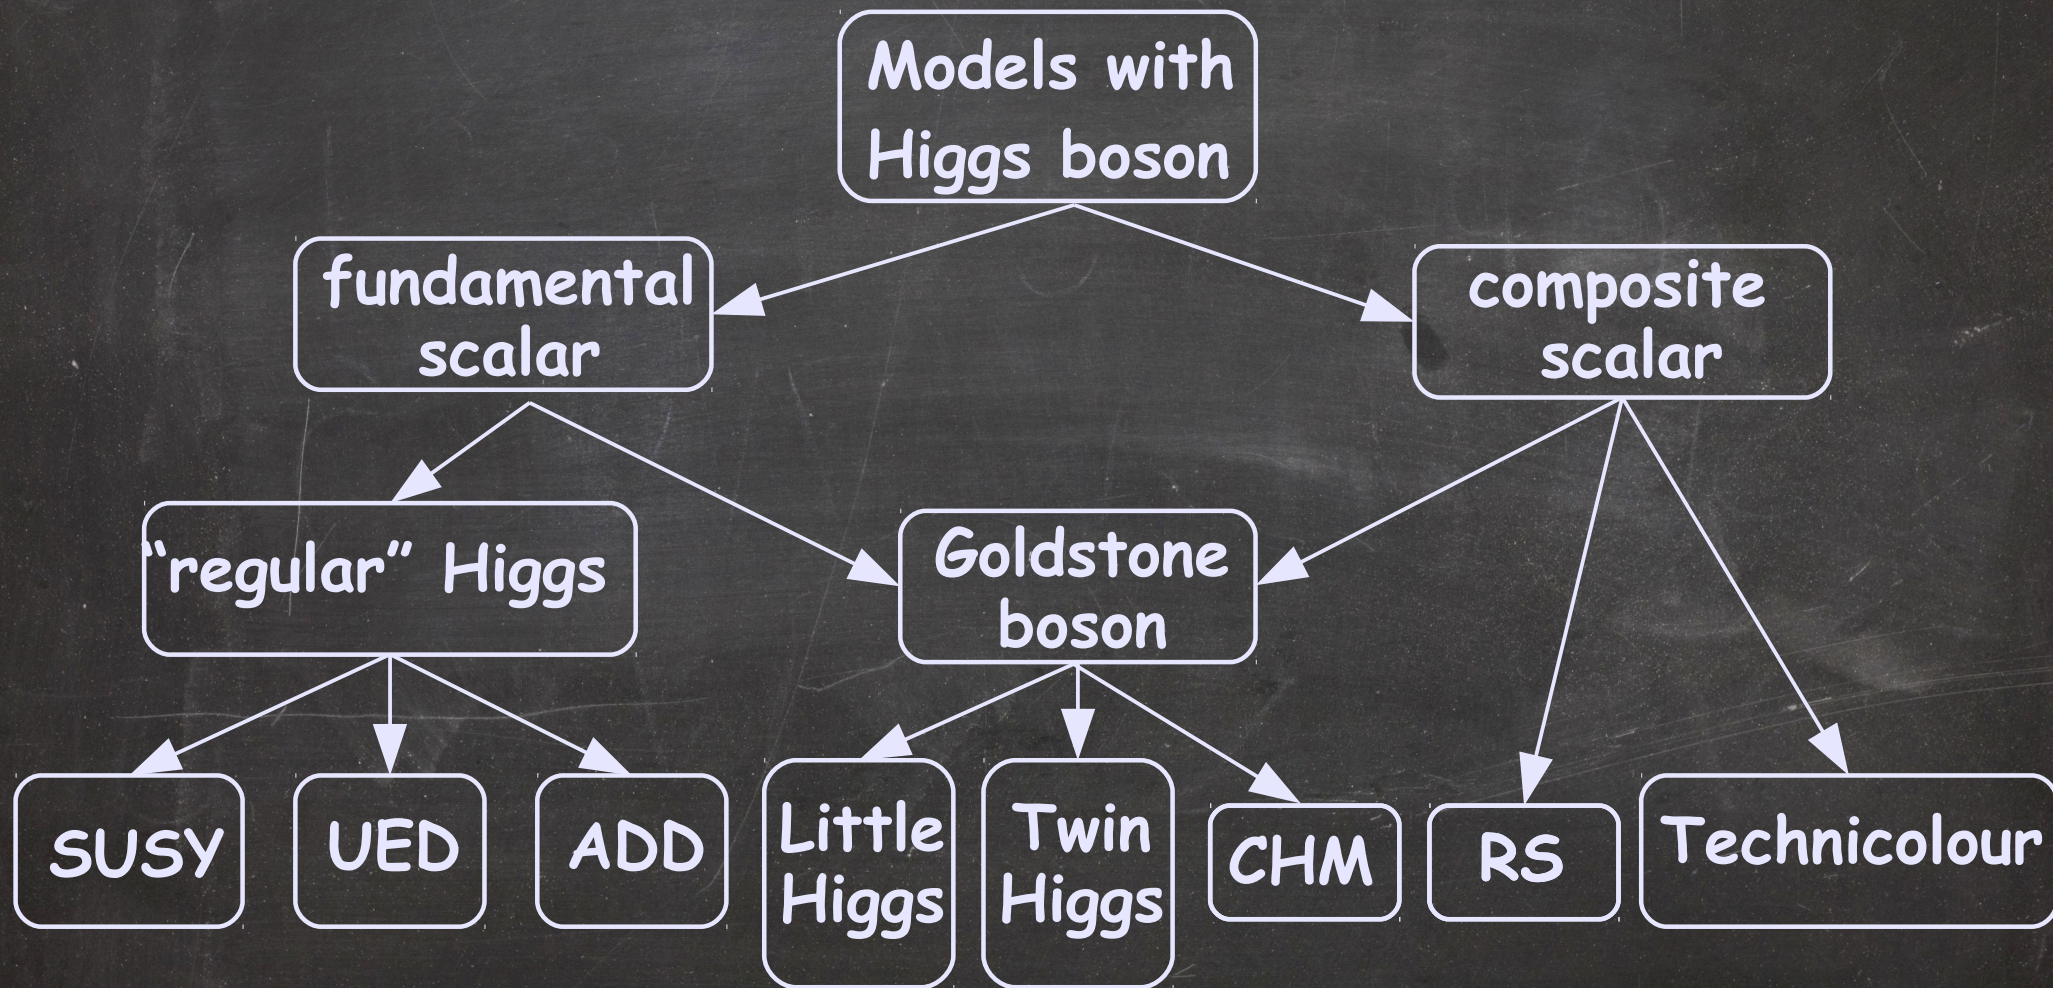 Models with
Higgs boson
fundamental
scalar
composite
scalar
“regular” Higgs
Goldstone
boson
SUSY
UED
ADD
Little
Higgs
Twin
Higgs
CHM
RS
Technicolour